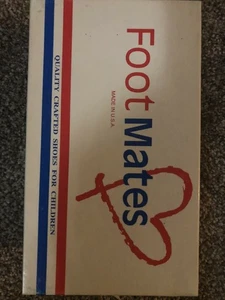 Foot Mates
MADE IN U.S.A.
QUALITY CRAFTED SHOES FOR CHILDREN